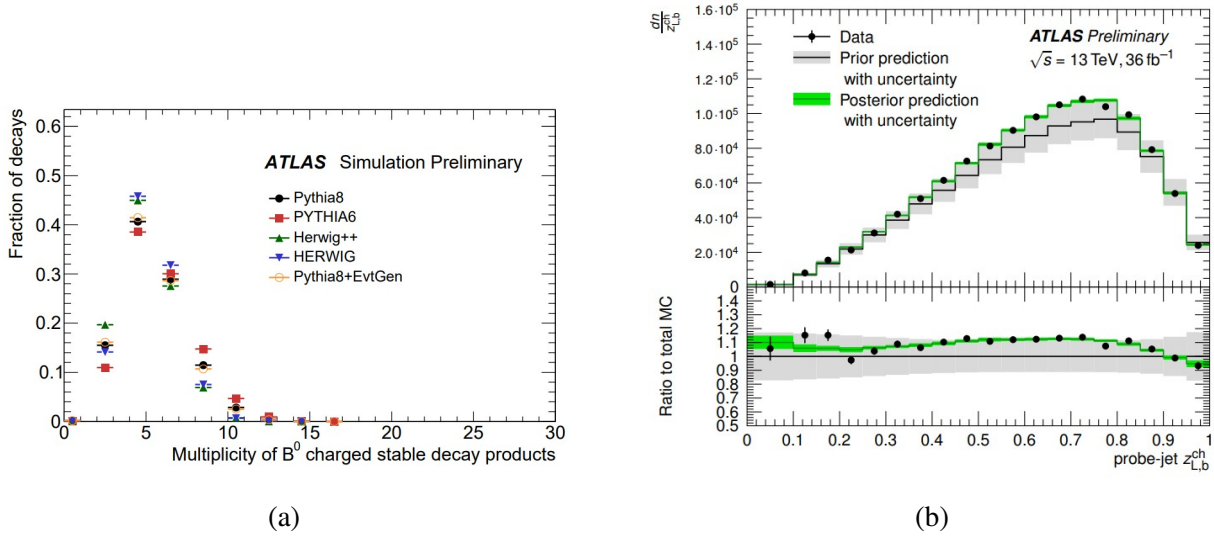 Fraction of decays
0.6
0.5
0.4
0.3
0.2
0.1
0
ATLAS Simulation Preliminary
Pythia8
PYTHIA6
Herwig++
HERWIG
Pythia8+EvtGen
0 5 10 15 20 25 30
Multiplicity of B⁰ charged stable decay products
(a)
dn
z^ch_L,b
1.6·10⁵
1.4·10⁵
1.2·10⁵
1.0·10⁵
8.0·10⁴
6.0·10⁴
4.0·10⁴
2.0·10⁴
Data
Prior prediction
with uncertainty
Posterior prediction
with uncertainty
ATLAS Preliminary
√s = 13 TeV, 36 fb⁻¹
Ratio to total MC
1.4
1.3
1.2
1.1
1
0.9
0.8
0.7
0.6
0.5
0 0.1 0.2 0.3 0.4 0.5 0.6 0.7 0.8 0.9 1
probe-jet z^ch_L,b
(b)